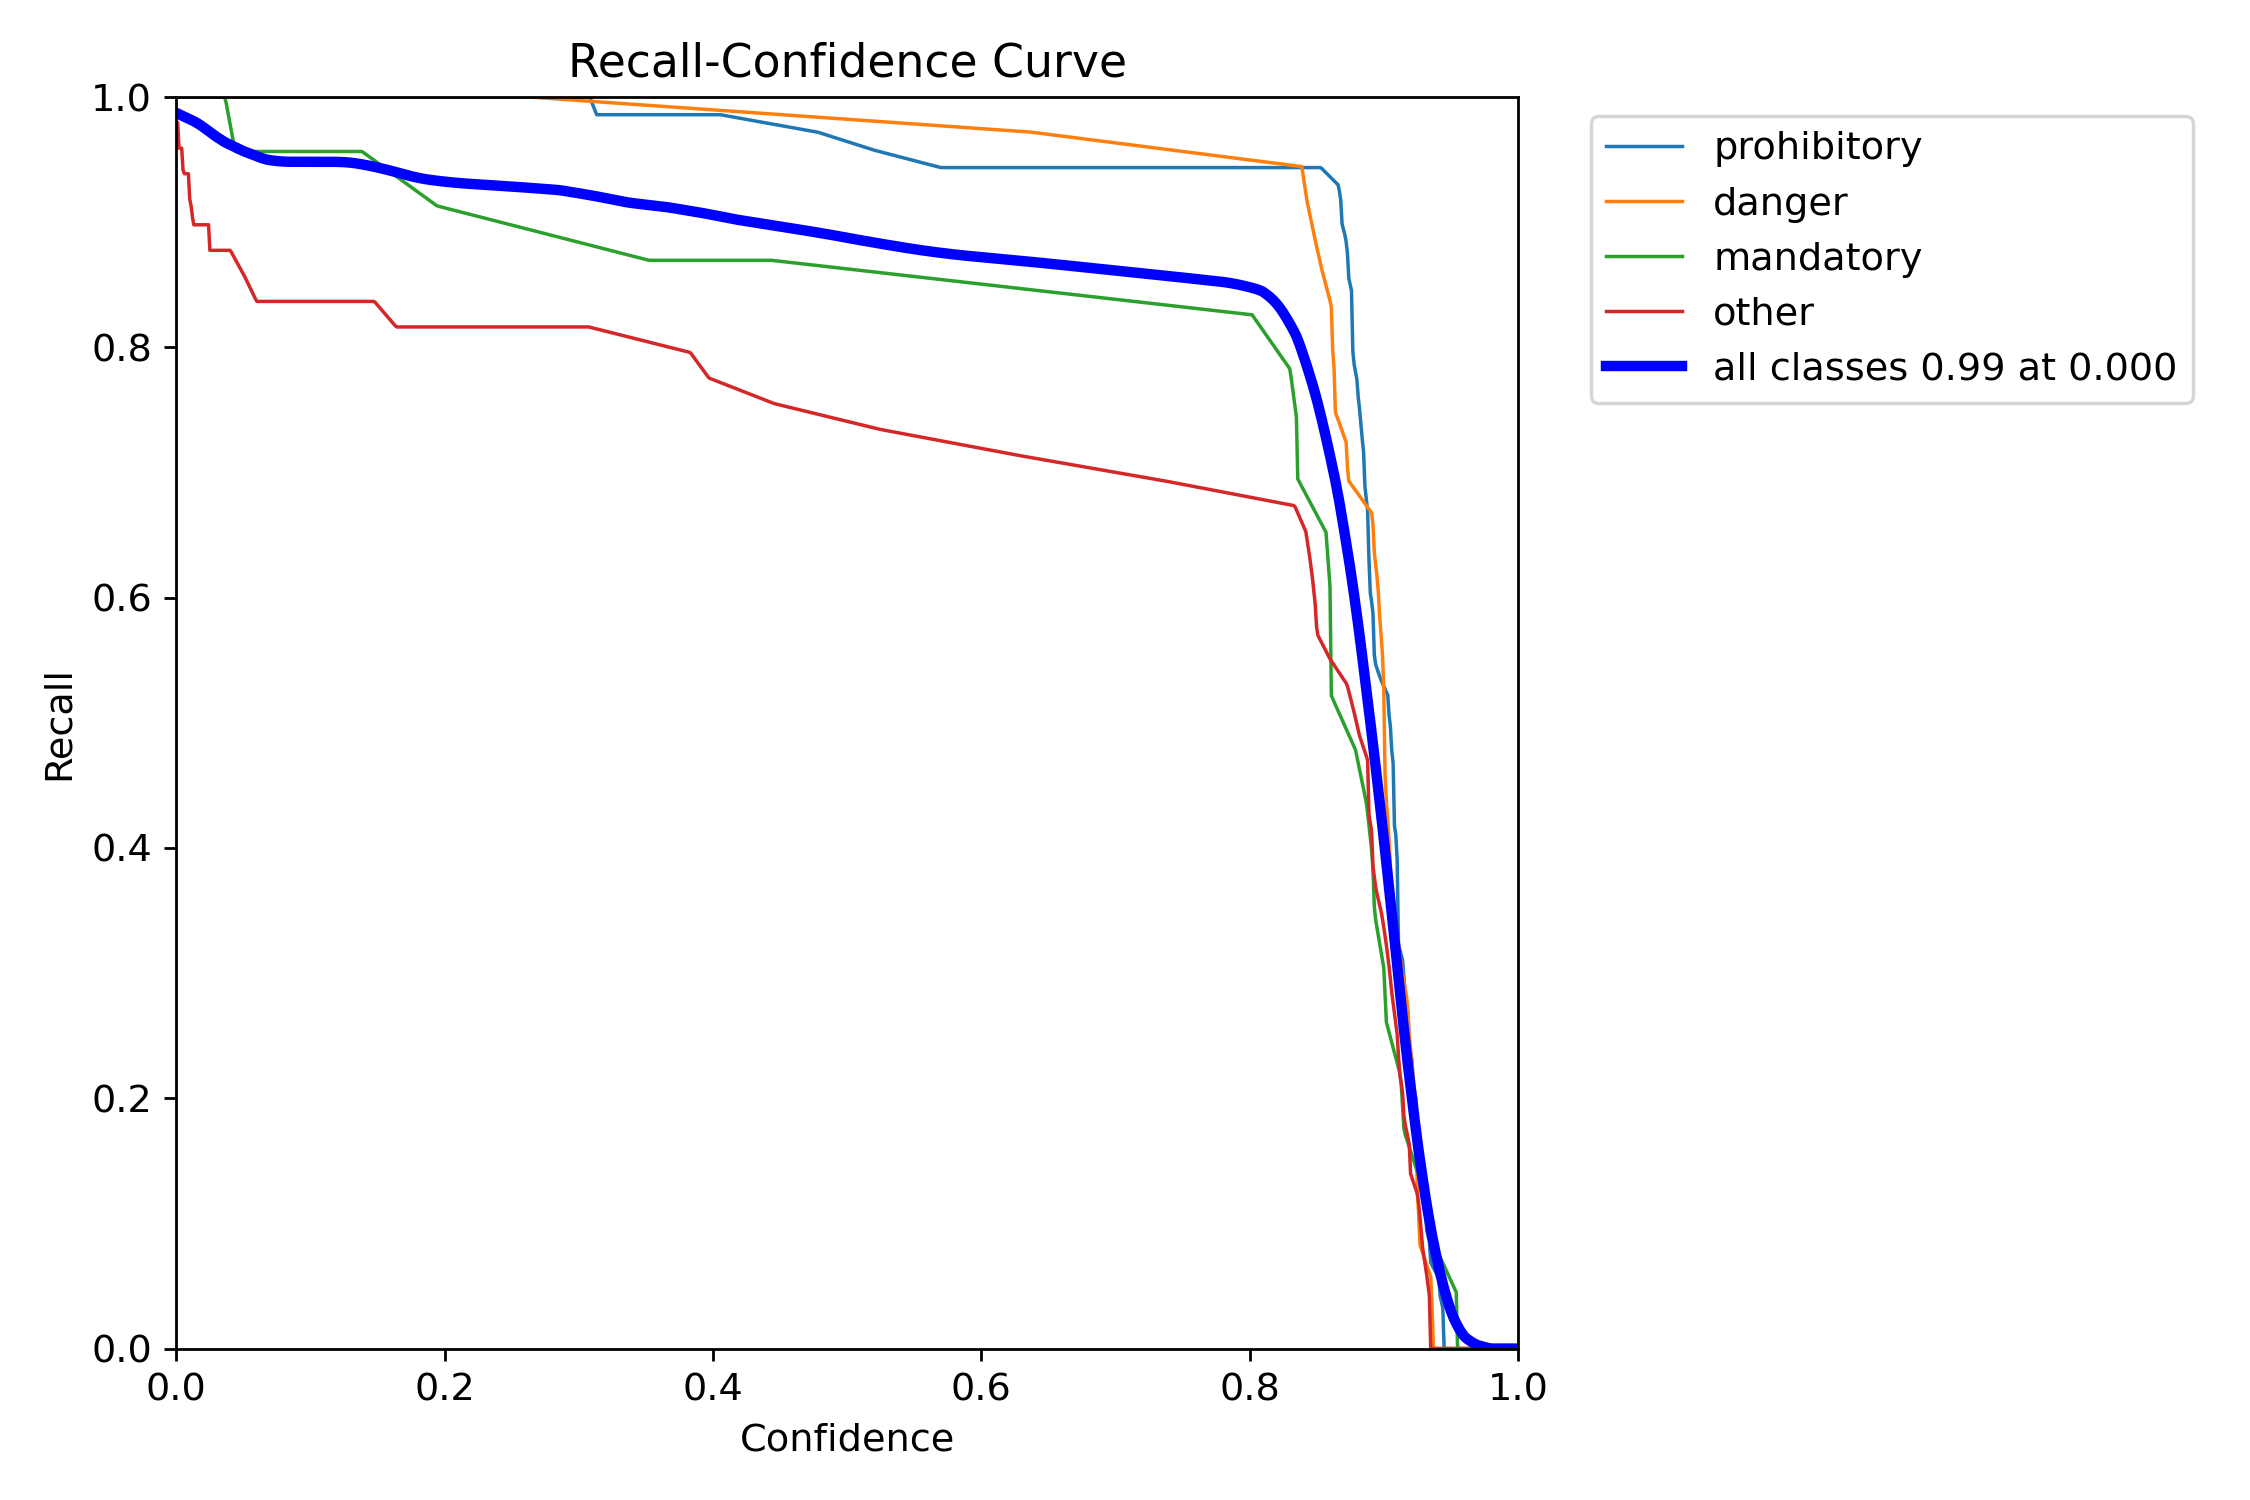 Recall-Confidence Curve
1.0
0.8
0.6
0.4
0.2
0.0
Recall
0.0 0.2 0.4 0.6 0.8 1.0
Confidence
prohibitory
danger
mandatory
other
all classes 0.99 at 0.000